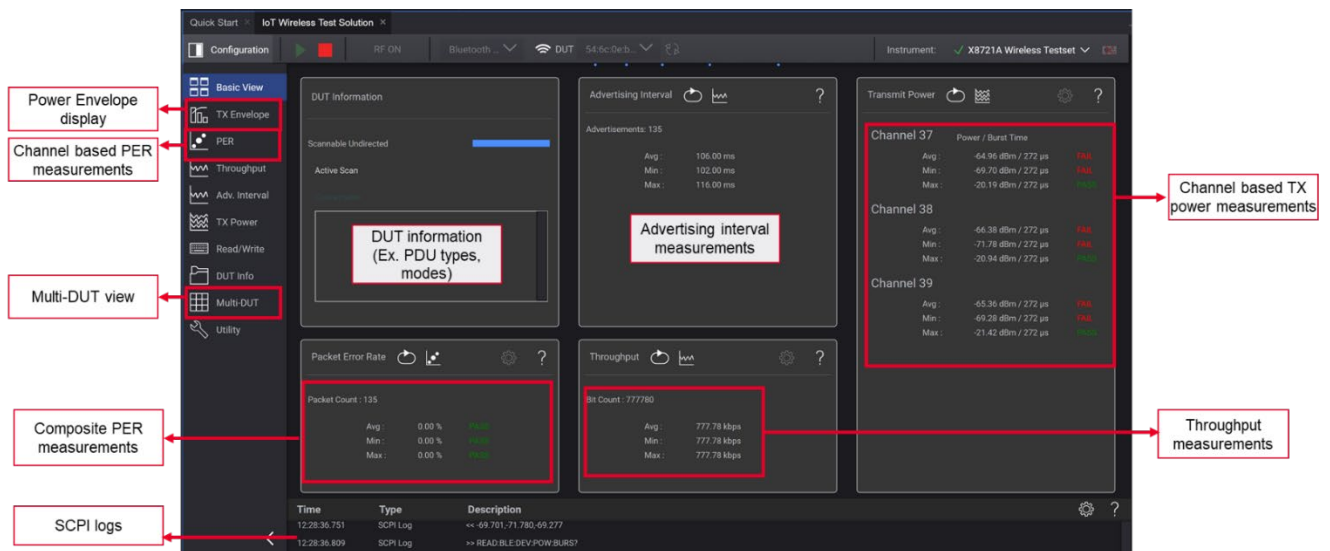 Quick Start × IoT Wireless Test Solution ×
Configuration RF ON Bluetooth ... DUT 54:6c:0e:b... Instrument: X8721A Wireless Testset
Basic View
TX Envelope
PER
Throughput
Adv. Interval
TX Power
Read/Write
DUT Info
Multi-DUT
Utility
Power Envelope
display
Channel based PER
measurements
Multi-DUT view
Composite PER
measurements
SCPI logs
DUT Information
Scannable Undirected
Active Scan
DUT information
(Ex. PDU types,
modes)
Advertising Interval ?
Advertisements: 135
Avg : 106.00 ms
Min : 102.00 ms
Max : 116.00 ms
Advertising interval
measurements
Transmit Power ?
Channel 37 Power / Burst Time
Avg : -64.96 dBm / 272 µs FAIL
Min : -69.70 dBm / 272 µs FAIL
Max : -20.19 dBm / 272 µs PASS
Channel 38
Avg : -66.38 dBm / 272 µs FAIL
Min : -71.78 dBm / 272 µs FAIL
Max : -20.94 dBm / 272 µs PASS
Channel 39
Avg : -65.36 dBm / 272 µs FAIL
Min : -69.28 dBm / 272 µs FAIL
Max : -21.42 dBm / 272 µs PASS
Channel based TX
power measurements
Packet Error Rate ?
Packet Count : 135
Avg : 0.00 % PASS
Min : 0.00 % PASS
Max : 0.00 % PASS
Throughput ?
Bit Count : 777780
Avg : 777.78 kbps
Min : 777.78 kbps
Max : 777.78 kbps
Throughput
measurements
Time Type Description ?
12:28:36.751 SCPI Log << -69.701,-71.780,-69.277
12:28:36.809 SCPI Log >> READ:BLE:DEV:POW:BURS?